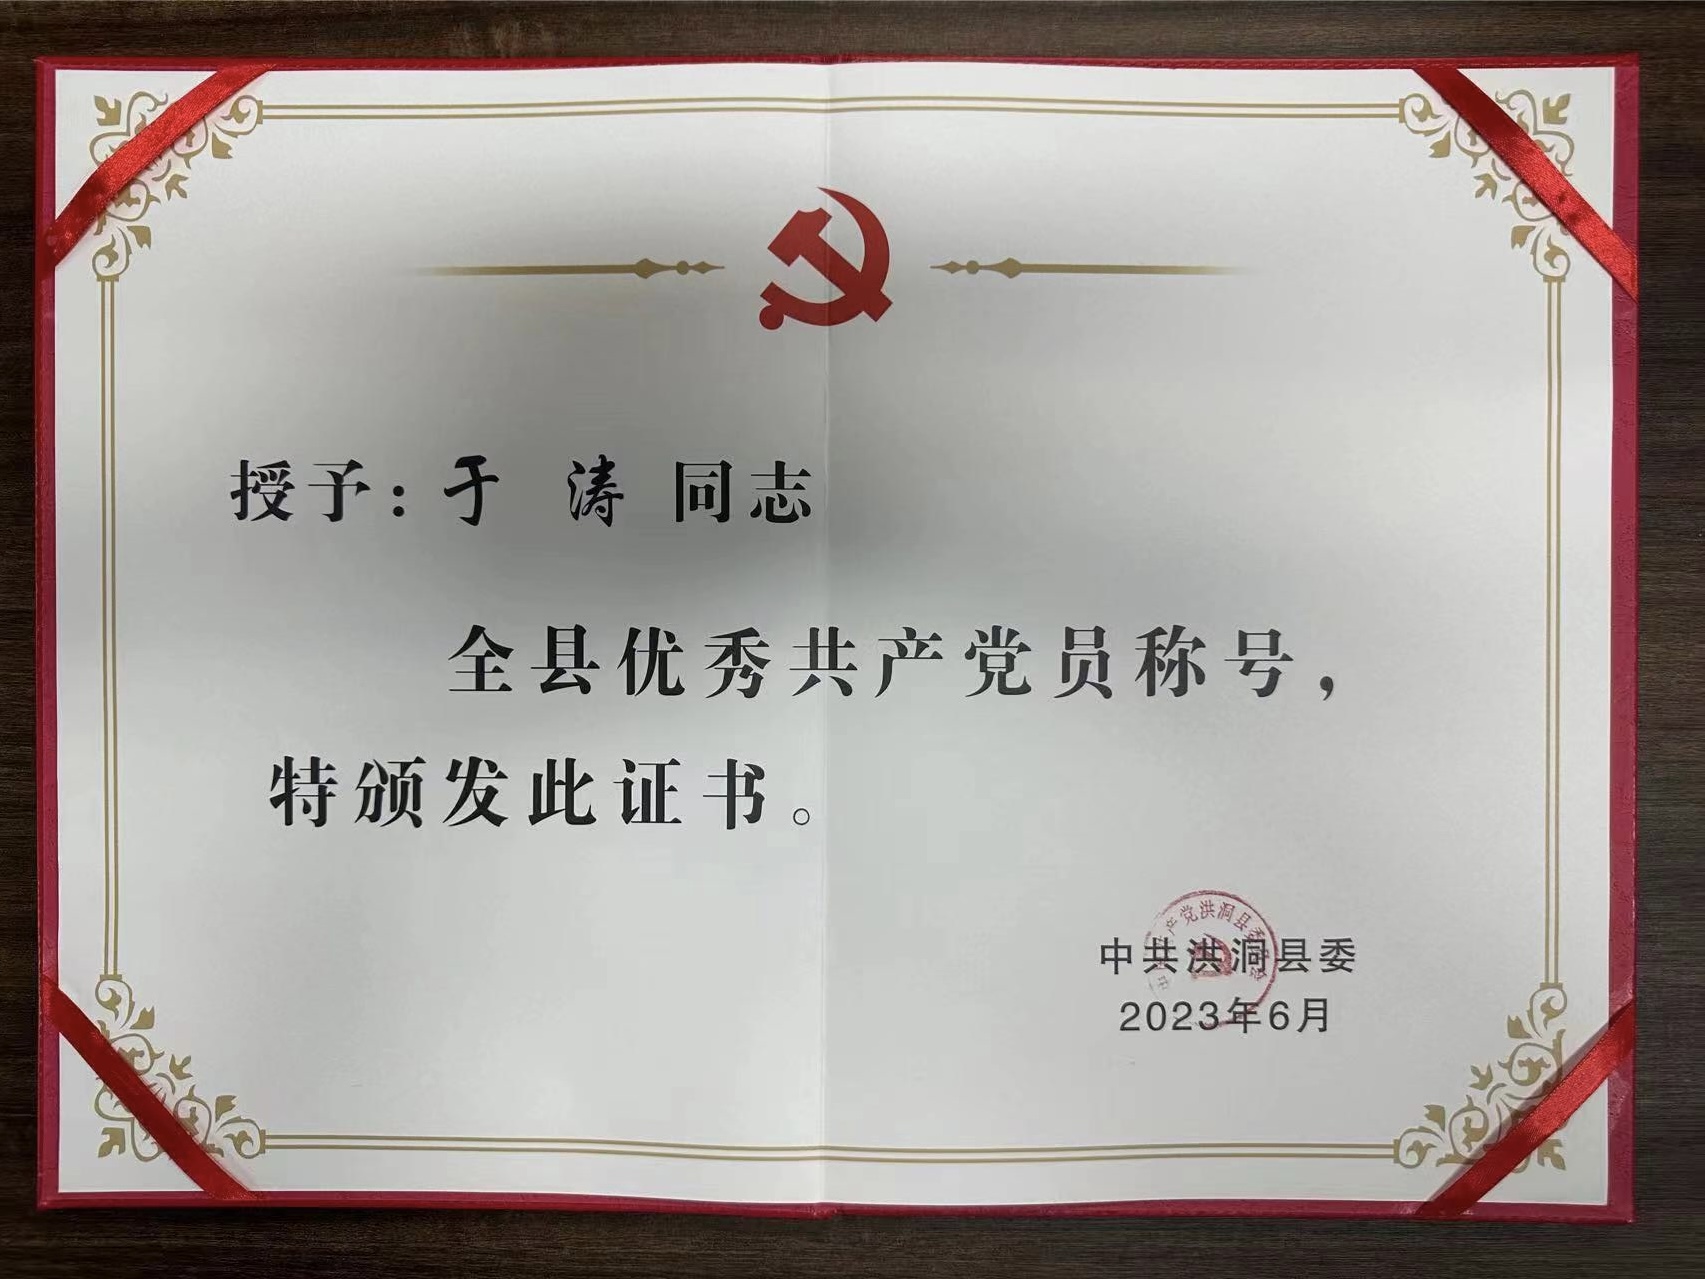 授予：于 涛 同志
全县优秀共产党员称号，
特颁发此证书。
中共洪洞县委
2023年6月